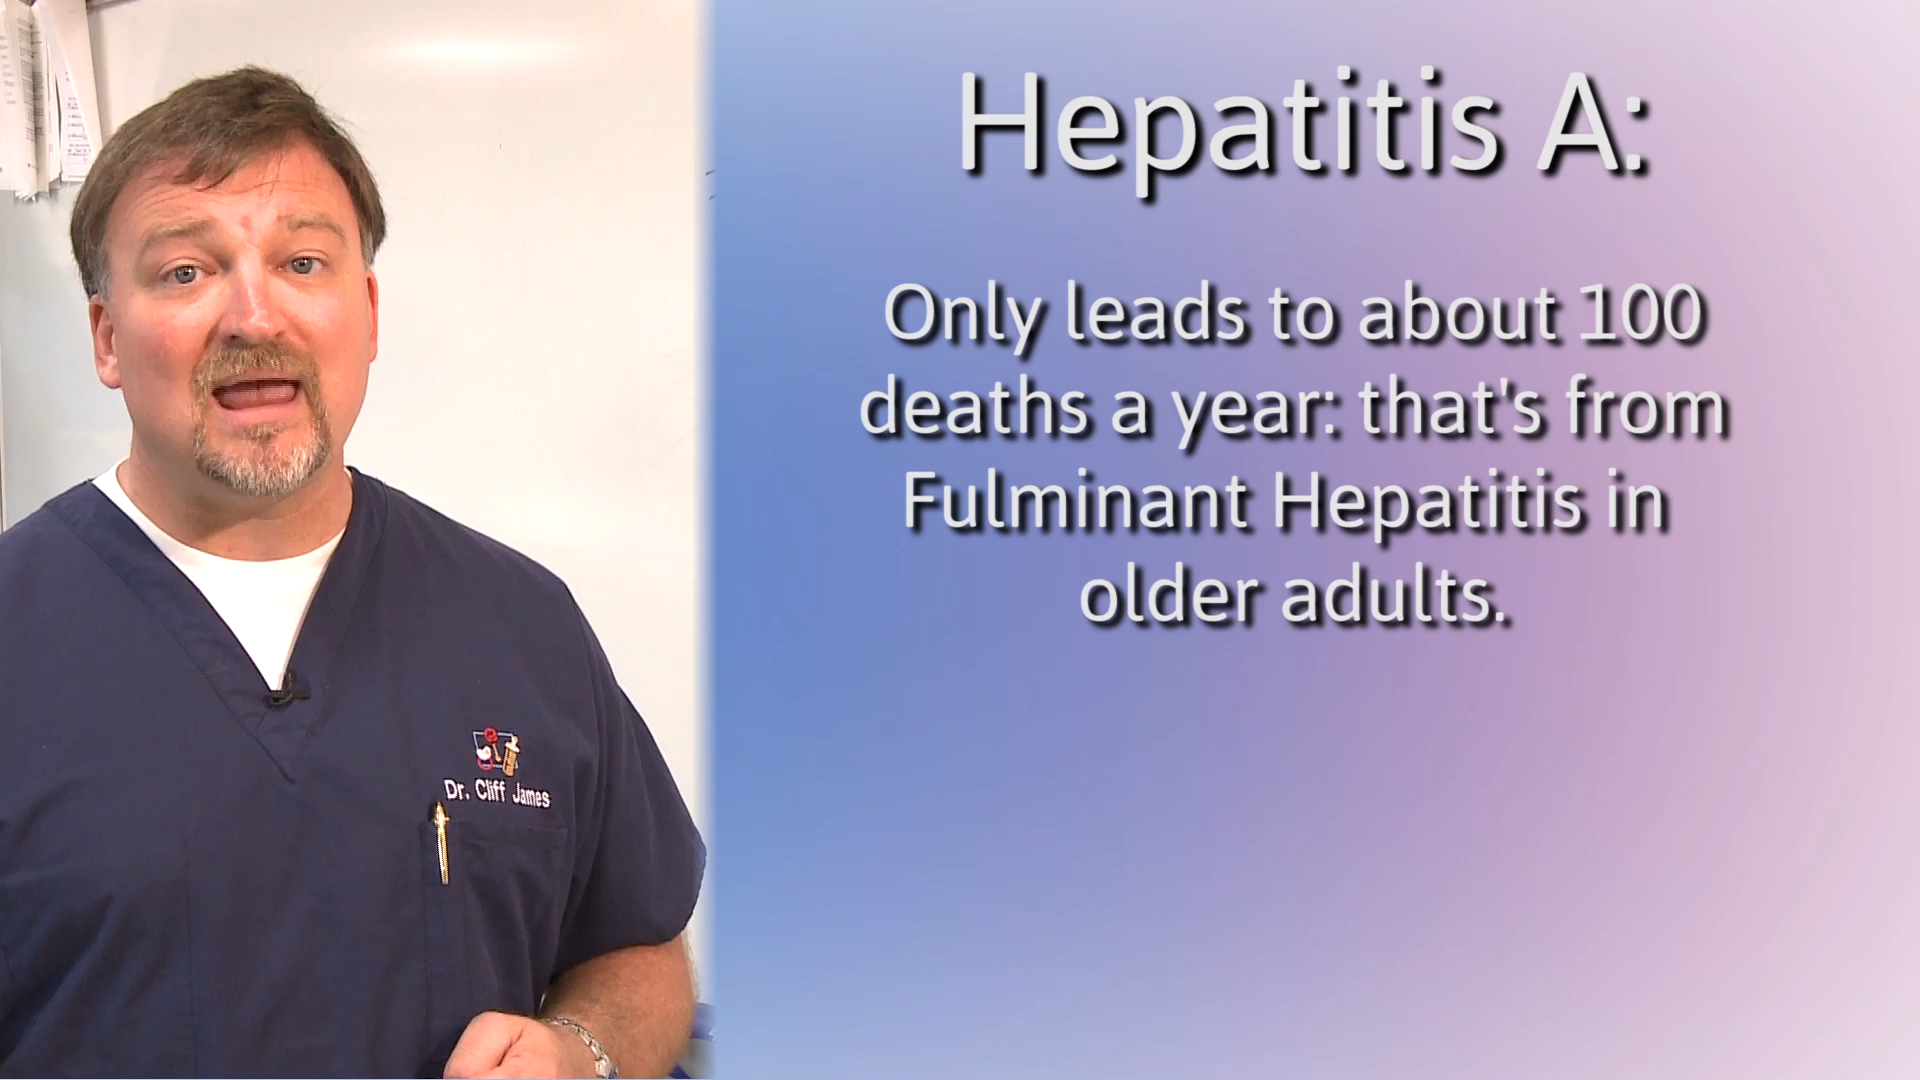 Hepatitis A:
Only leads to about 100
deaths a year: that's from
Fulminant Hepatitis in
older adults.
Dr. Cliff James